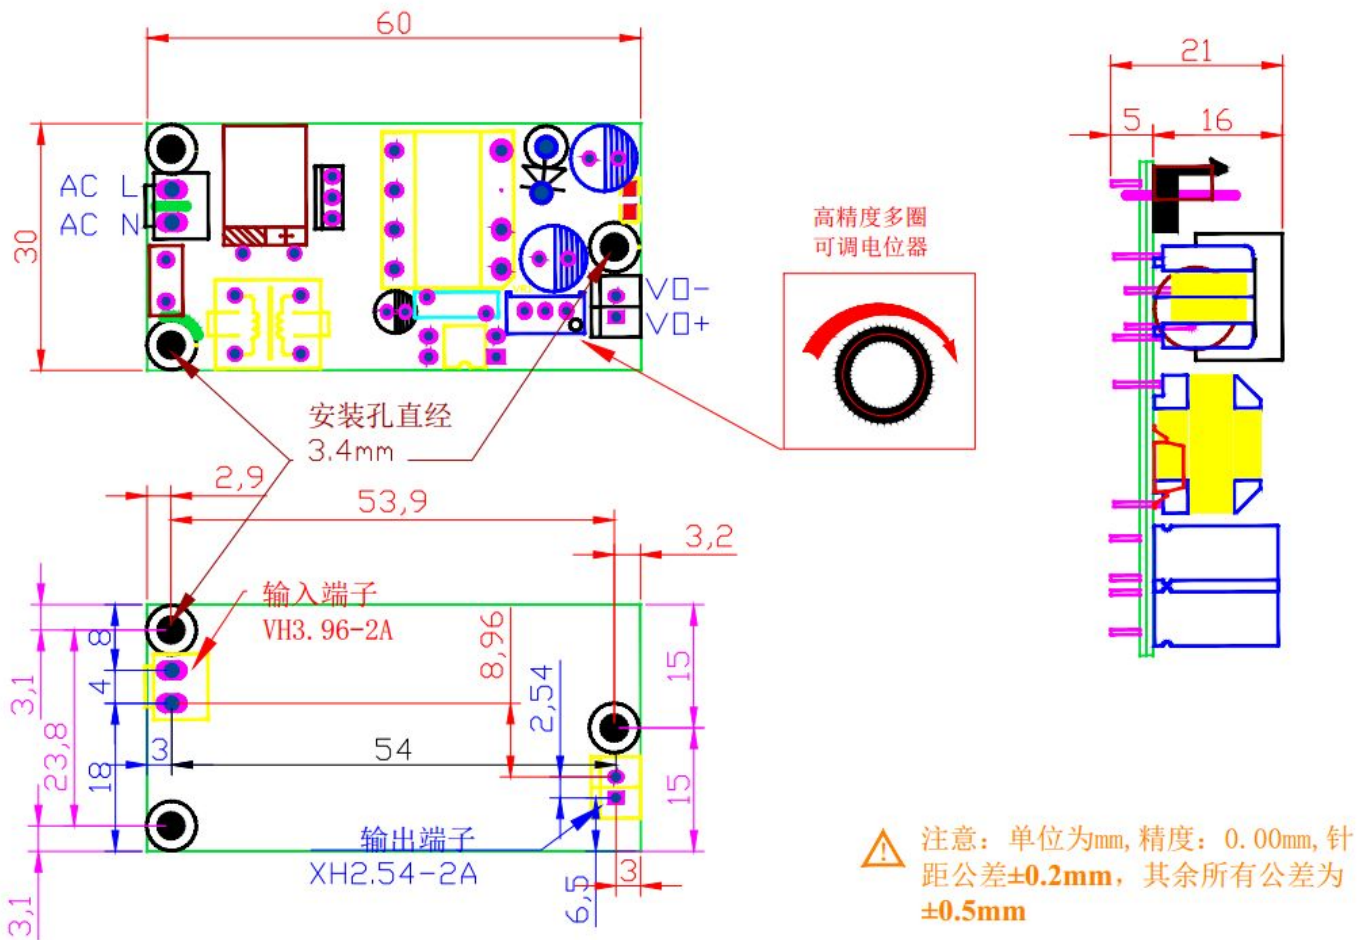 60
21
5
16
AC L
AC N
30
高精度多圈
可调电位器
VO-
VO+
安装孔直经
3.4mm
2,9
53,9
3,2
输入端子
VH3.96-2A
8
4
18
3,1
23,8
3,1
3
54
8,96
2,54
15
15
输出端子
XH2.54-2A
6,5
3
注意：单位为mm,精度：0.00mm,针
距公差±0.2mm，其余所有公差为
±0.5mm